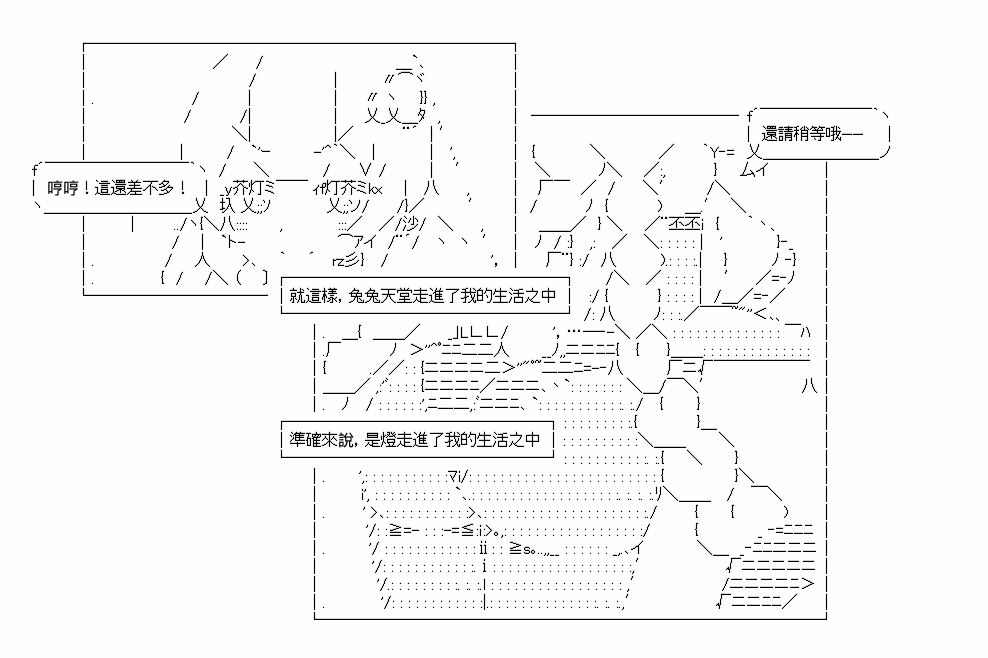 還請稍等哦──
哼哼！這還差不多！
就這樣，兔兔天堂走進了我的生活之中
準確來說，是燈走進了我的生活之中